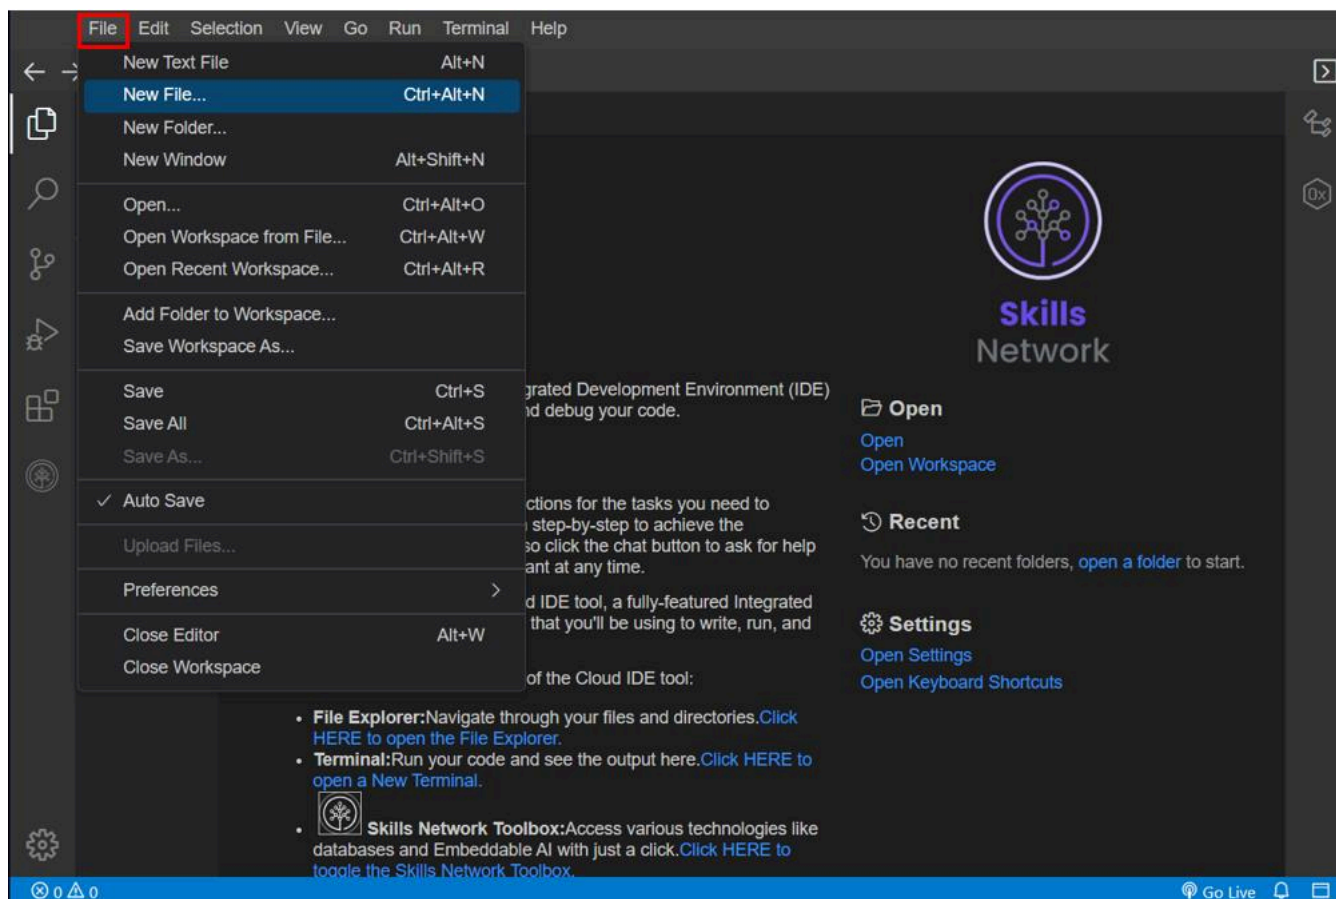 File Edit Selection View Go Run Terminal Help
New Text File Alt+N
New File... Ctrl+Alt+N
New Folder...
New Window Alt+Shift+N
Open... Ctrl+Alt+O
Open Workspace from File... Ctrl+Alt+W
Open Recent Workspace... Ctrl+Alt+R
Add Folder to Workspace...
Save Workspace As...
Save Ctrl+S
Save All Ctrl+Alt+S
Save As... Ctrl+Shift+S
Auto Save
Upload Files...
Preferences
Close Editor Alt+W
Close Workspace
Development Environment (IDE)
debug your code.
for the tasks you need to
step-by-step to achieve the
click the chat button to ask for help
at any time.
IDE tool, a fully-featured Integrated
that you'll be using to write, run, and
of the Cloud IDE tool:
File Explorer:Navigate through your files and directories.Click
HERE to open the File Explorer.
Terminal:Run your code and see the output here.Click HERE to
open a New Terminal.
Skills Network Toolbox:Access various technologies like
databases and Embeddable AI with just a click.Click HERE to
toggle the Skills Network Toolbox.
Skills
Network
Open
Open
Open Workspace
Recent
You have no recent folders, open a folder to start.
Settings
Open Settings
Open Keyboard Shortcuts
0x
0 0 Go Live